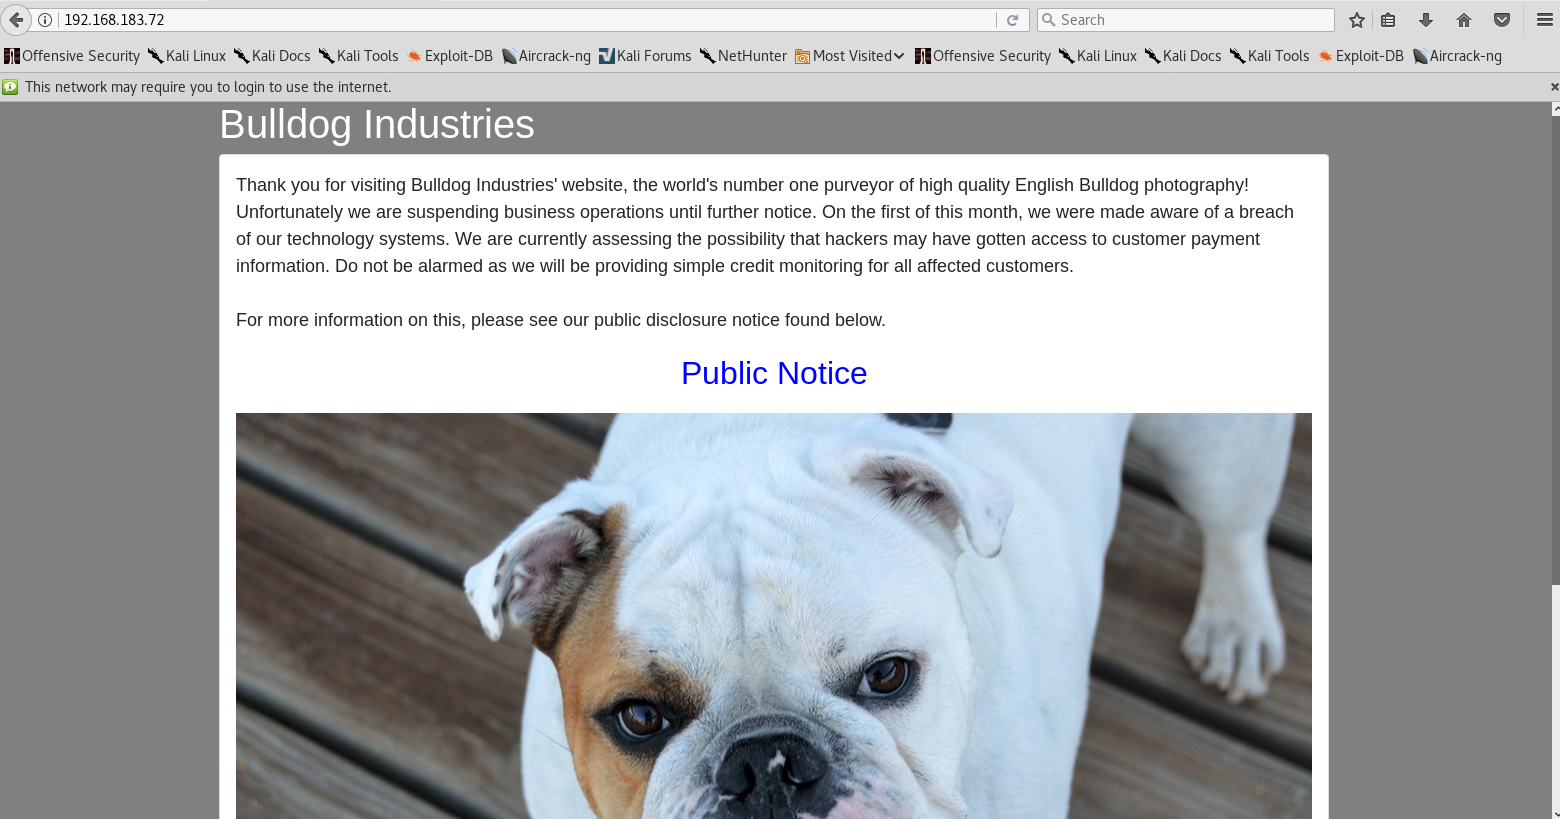 192.168.183.72
Search
Offensive Security Kali Linux Kali Docs Kali Tools Exploit-DB Aircrack-ng Kali Forums NetHunter Most Visited Offensive Security Kali Linux Kali Docs Kali Tools Exploit-DB Aircrack-ng
This network may require you to login to use the internet.
Bulldog Industries
Thank you for visiting Bulldog Industries' website, the world's number one purveyor of high quality English Bulldog photography!
Unfortunately we are suspending business operations until further notice. On the first of this month, we were made aware of a breach
of our technology systems. We are currently assessing the possibility that hackers may have gotten access to customer payment
information. Do not be alarmed as we will be providing simple credit monitoring for all affected customers.
For more information on this, please see our public disclosure notice found below.
Public Notice